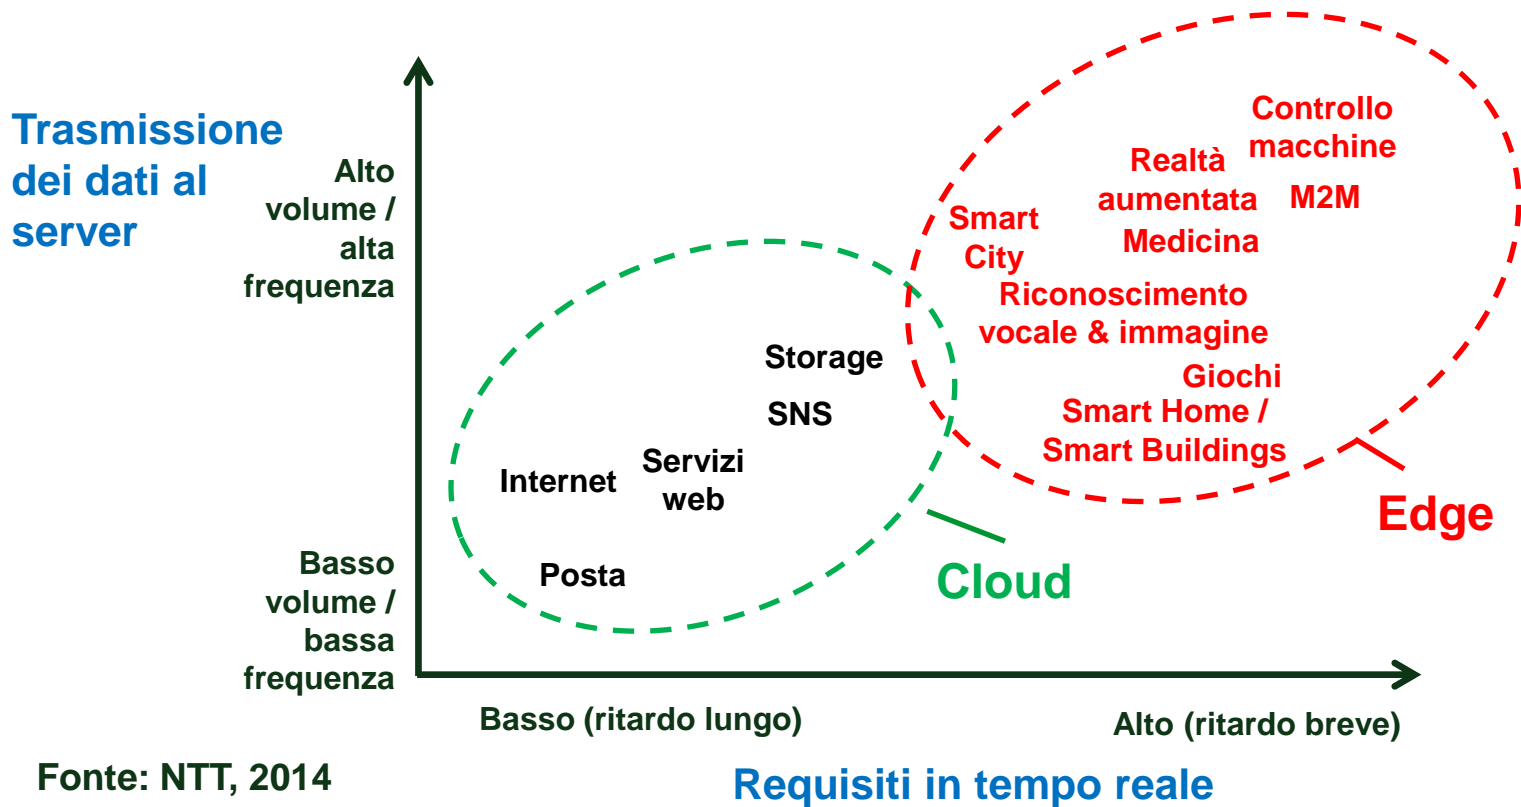 Trasmissione
dei dati al
server
Alto
volume /
alta
frequenza
Basso
volume /
bassa
frequenza
Controllo
macchine
Realtà
aumentata
M2M
Medicina
Smart
City
Riconoscimento
vocale & immagine
Giochi
Smart Home /
Smart Buildings
Edge
Storage
SNS
Servizi
web
Internet
Posta
Cloud
Basso (ritardo lungo)
Alto (ritardo breve)
Requisiti in tempo reale
Fonte: NTT, 2014